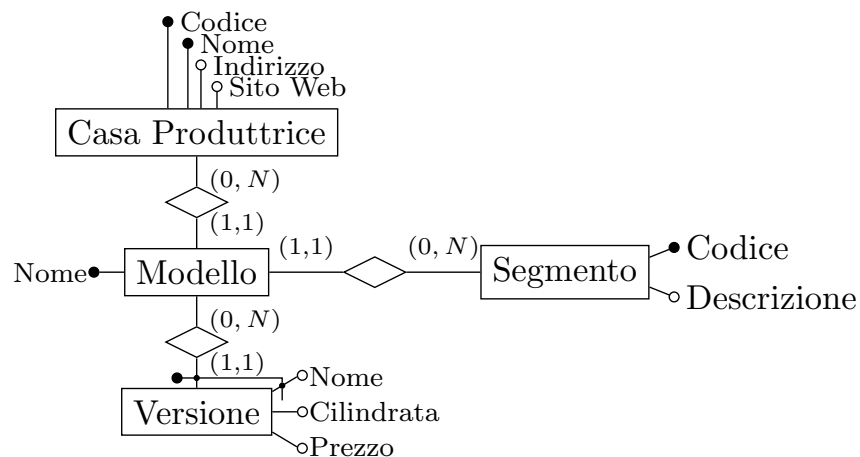 Codice
Nome
Indirizzo
Sito Web
Casa Produttrice
(0, N)
(1,1)
Nome
Modello
(1,1)
(0, N)
Segmento
Codice
Descrizione
(0, N)
(1,1)
Versione
Nome
Cilindrata
Prezzo